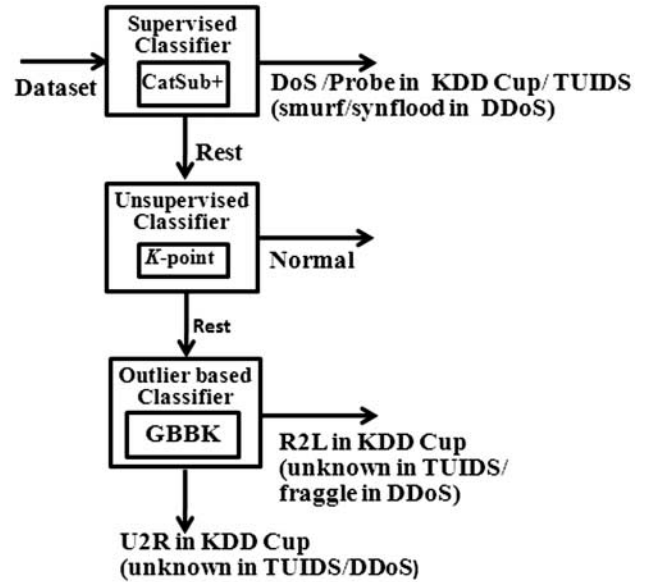 Supervised
Classifier
CatSub+
Dataset
DoS /Probe in KDD Cup/ TUIDS
(smurf/synflood in DDoS)
Rest
Unsupervised
Classifier
K-point
Normal
Rest
Outlier based
Classifier
GBBK
R2L in KDD Cup
(unknown in TUIDS/
fraggle in DDoS)
U2R in KDD Cup
(unknown in TUIDS/DDoS)